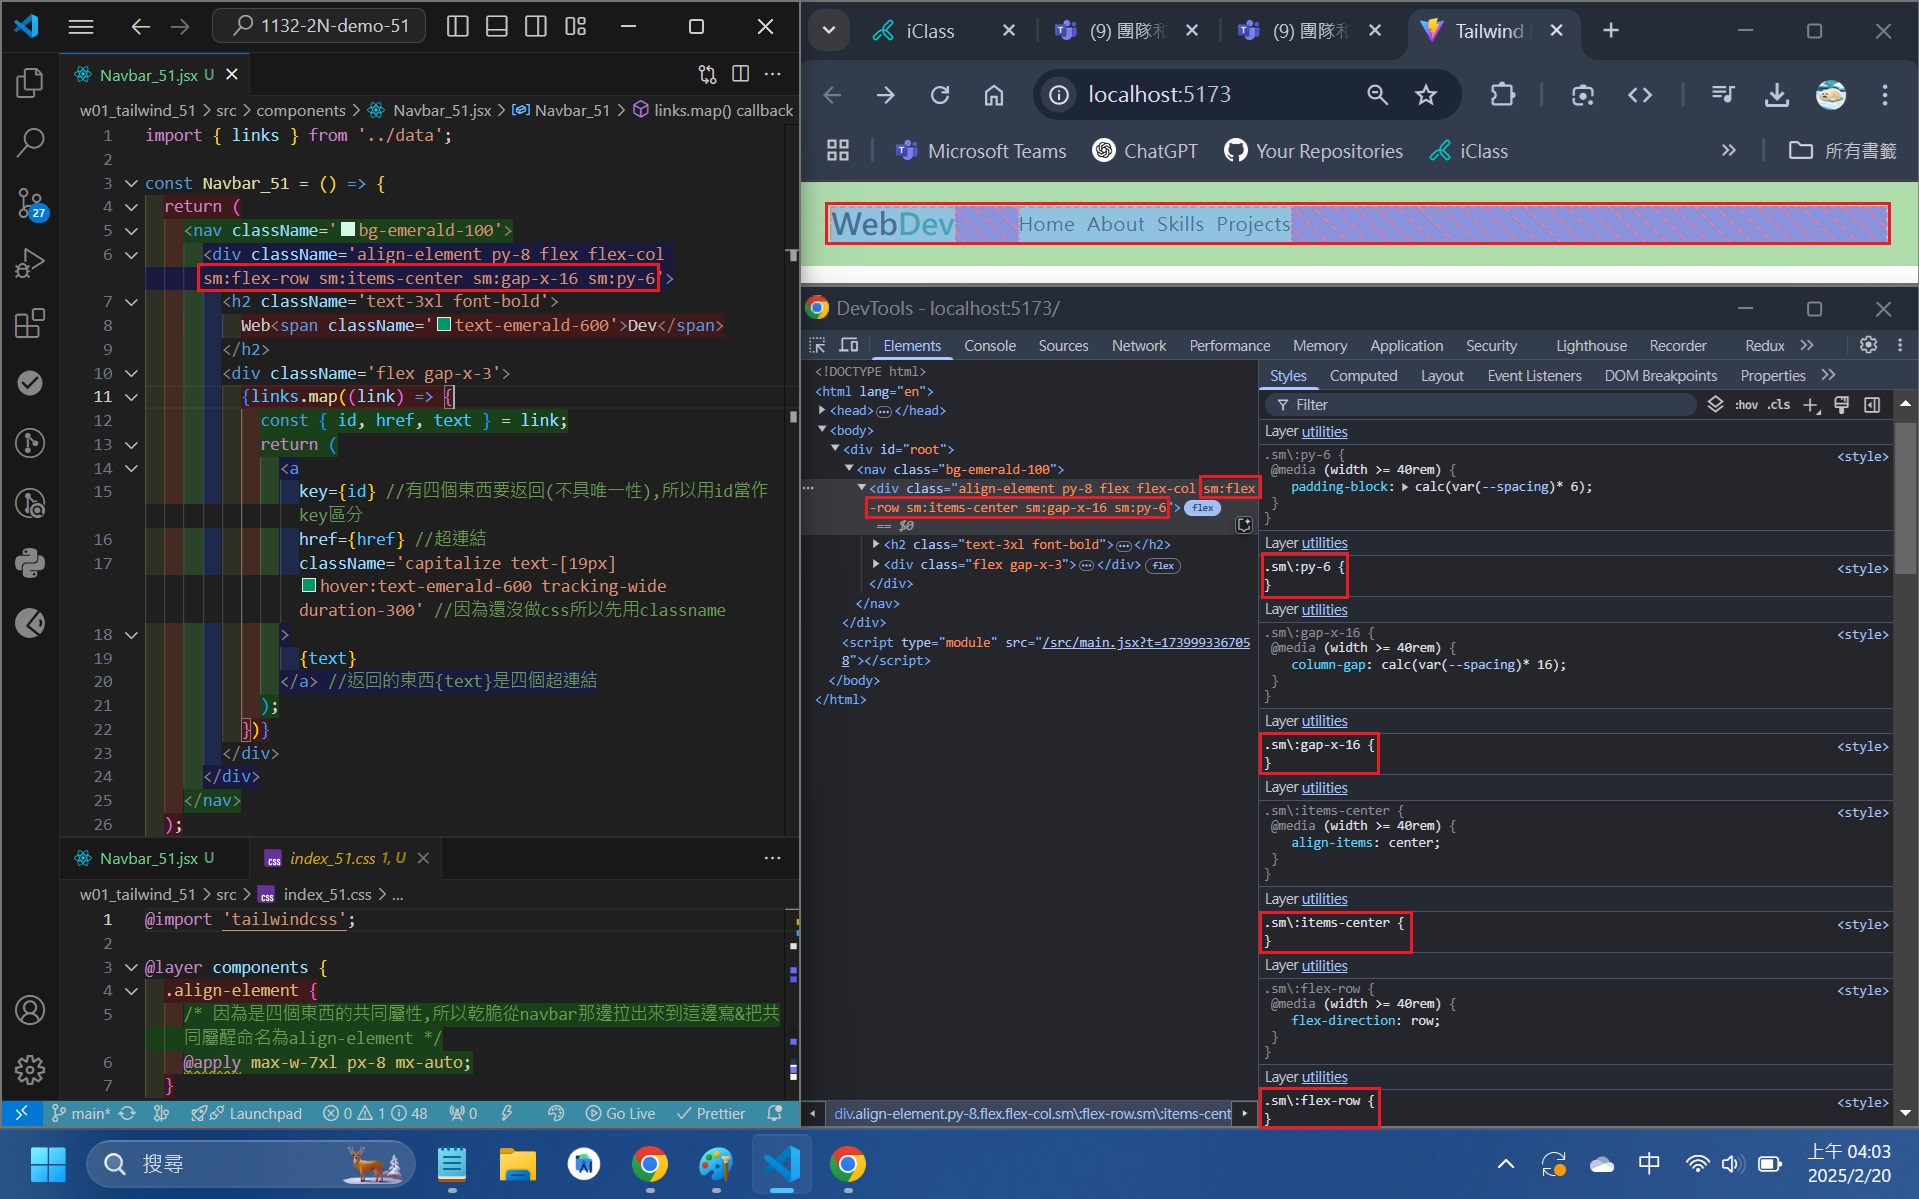 1132-2N-demo-51
Navbar_51.jsx U
w01_tailwind_51 > src > components > Navbar_51.jsx > Navbar_51 > links.map() callback
1 import { links } from '../data';
2
3 const Navbar_51 = () => {
4 return (
5 <nav className='bg-emerald-100'>
6 <div className='align-element py-8 flex flex-col
sm:flex-row sm:items-center sm:gap-x-16 sm:py-6'>
7 <h2 className='text-3xl font-bold'>
8 Web<span className='text-emerald-600'>Dev</span>
9 </h2>
10 <div className='flex gap-x-3'>
11 {links.map((link) => {
12 const { id, href, text } = link;
13 return (
14 <a
15 key={id} //有四個東西要返回(不具唯一性),所以用id當作
key區分
16 href={href} //超連結
17 className='capitalize text-[19px]
hover:text-emerald-600 tracking-wide
duration-300' //因為還沒做css所以先用classname
18 >
19 {text}
20 </a> //返回的東西{text}是四個超連結
21 );
22 })}
23 </div>
24 </div>
25 </nav>
26 );
Navbar_51.jsx U
index_51.css 1, U
w01_tailwind_51 > src > index_51.css > ...
1 @import 'tailwindcss';
2
3 @layer components {
4 .align-element {
5 /* 因為是四個東西的共同屬性,所以乾脆從navbar那邊拉出來到這邊寫&把共
同屬醒命名為align-element */
6 @apply max-w-7xl px-8 mx-auto;
7 }
27
main* Launchpad 0 1 48 0 Go Live Prettier
iClass
(9) 團隊和
(9) 團隊和
Tailwind
localhost:5173
Microsoft Teams ChatGPT Your Repositories iClass » 所有書籤
WebDev Home About Skills Projects
DevTools - localhost:5173/
Elements Console Sources Network Performance Memory Application Security Lighthouse Recorder Redux »
<!DOCTYPE html>
<html lang="en">
<head> </head>
<body>
<div id="root">
<nav class="bg-emerald-100">
<div class="align-element py-8 flex flex-col sm:flex
-row sm:items-center sm:gap-x-16 sm:py-6"> flex
== $0
<h2 class="text-3xl font-bold"> </h2>
<div class="flex gap-x-3"> </div> flex
</div>
</nav>
</div>
<script type="module" src="/src/main.jsx?t=173999336705
8"></script>
</body>
</html>
div.align-element.py-8.flex.flex-col.sm\:flex-row.sm\:items-cent
Styles Computed Layout Event Listeners DOM Breakpoints Properties »
Filter :hov .cls
Layer utilities
.sm\:py-6 { <style>
@media (width >= 40rem) {
padding-block: calc(var(--spacing)* 6);
}
}
Layer utilities
.sm\:py-6 { <style>
}
Layer utilities
.sm\:gap-x-16 { <style>
@media (width >= 40rem) {
column-gap: calc(var(--spacing)* 16);
}
}
Layer utilities
.sm\:gap-x-16 { <style>
}
Layer utilities
.sm\:items-center { <style>
@media (width >= 40rem) {
align-items: center;
}
}
Layer utilities
.sm\:items-center { <style>
}
Layer utilities
.sm\:flex-row { <style>
@media (width >= 40rem) {
flex-direction: row;
}
}
Layer utilities
.sm\:flex-row { <style>
}
搜尋
中
上午 04:03
2025/2/20